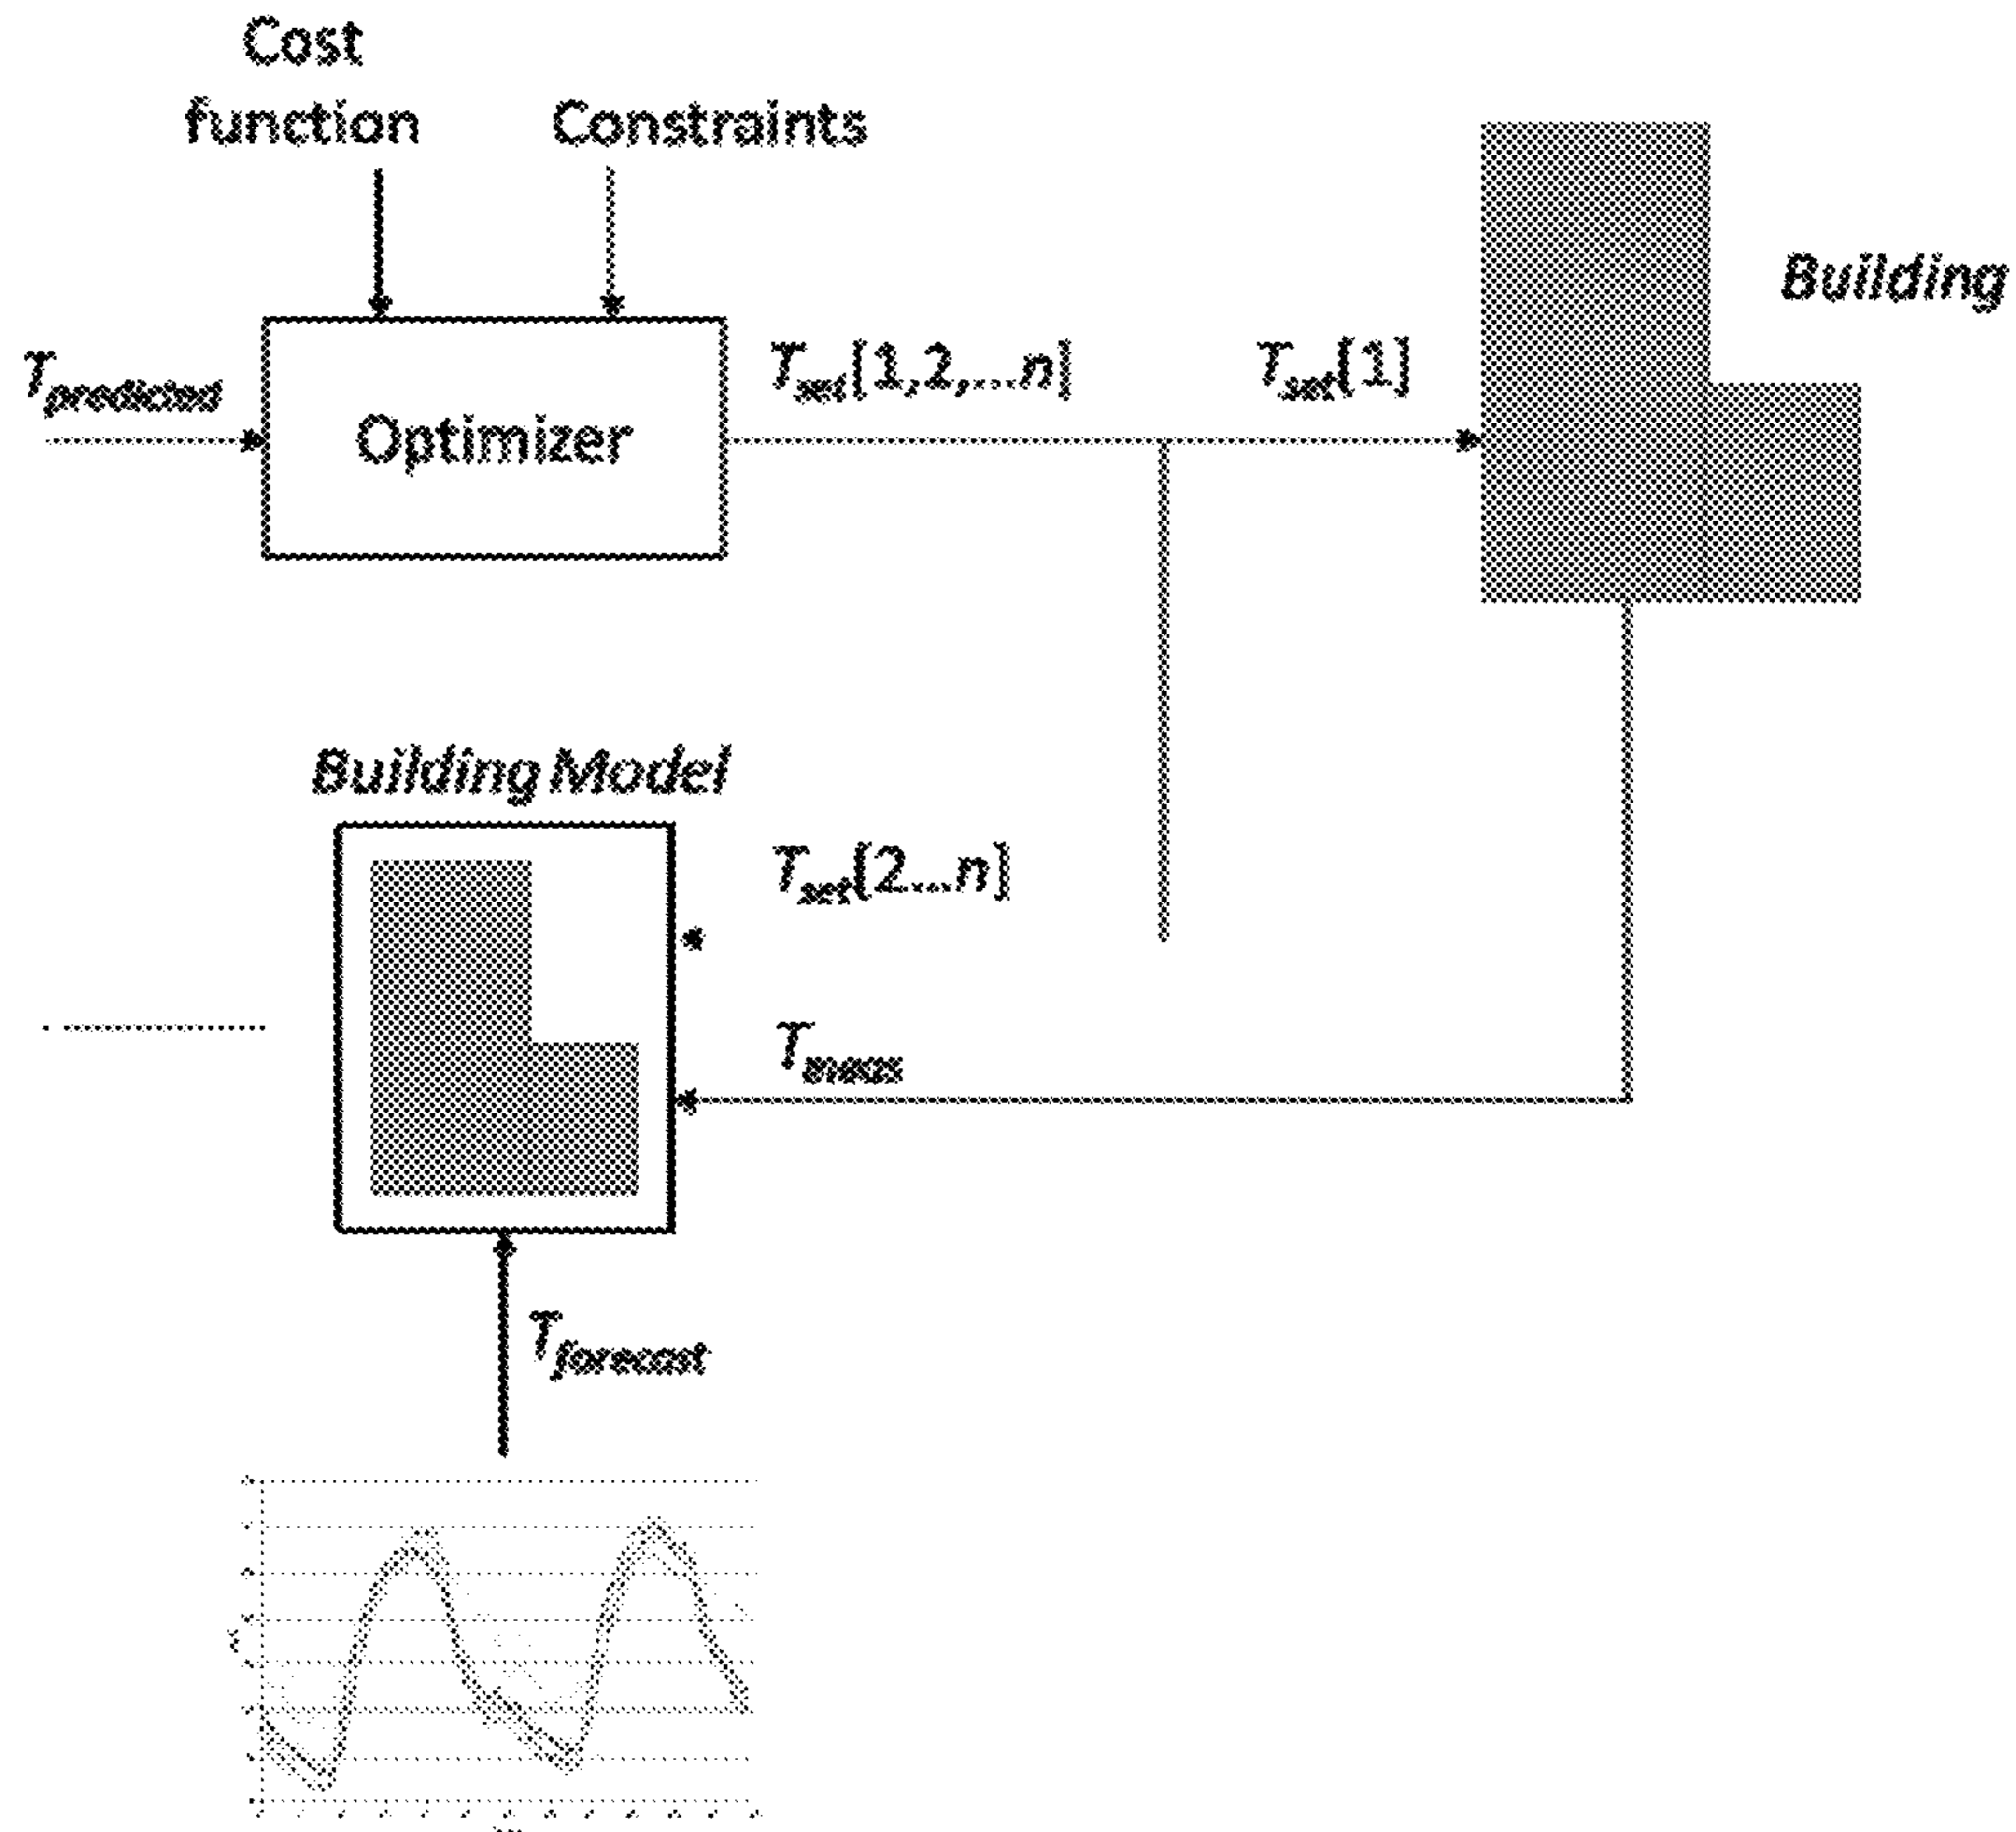 Cost
function
Constraints
Building
T_predicted
Optimizer
T_set[1,2,...n]
T_set[1]
Building Model
T_set[2...n]
T_meas
T_forecast